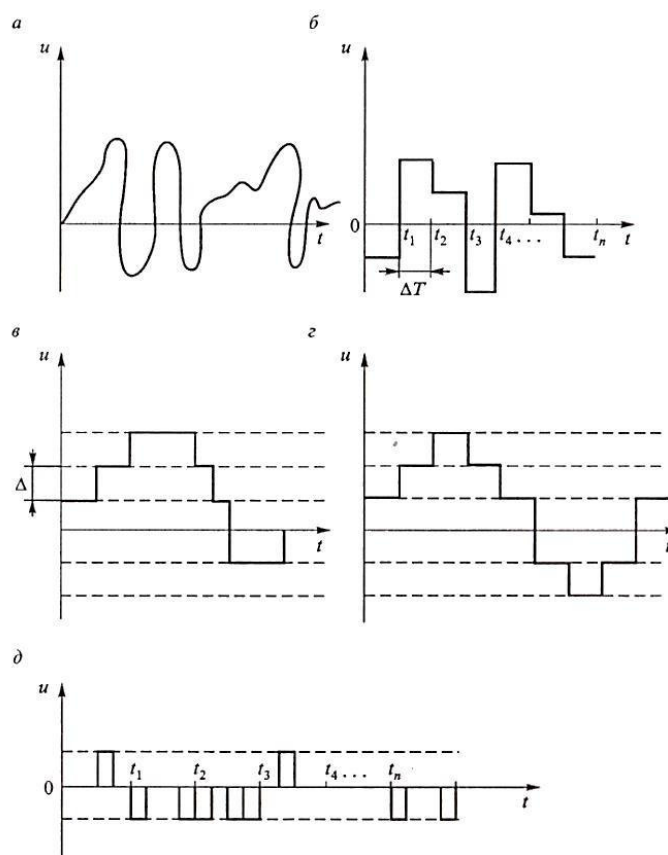 а б
u u
t 0 t₁ t₂ t₃ t₄ ... tₙ t
ΔT
в г
u u
Δ
t t
д
u
0 t₁ t₂ t₃ t₄ ... tₙ t